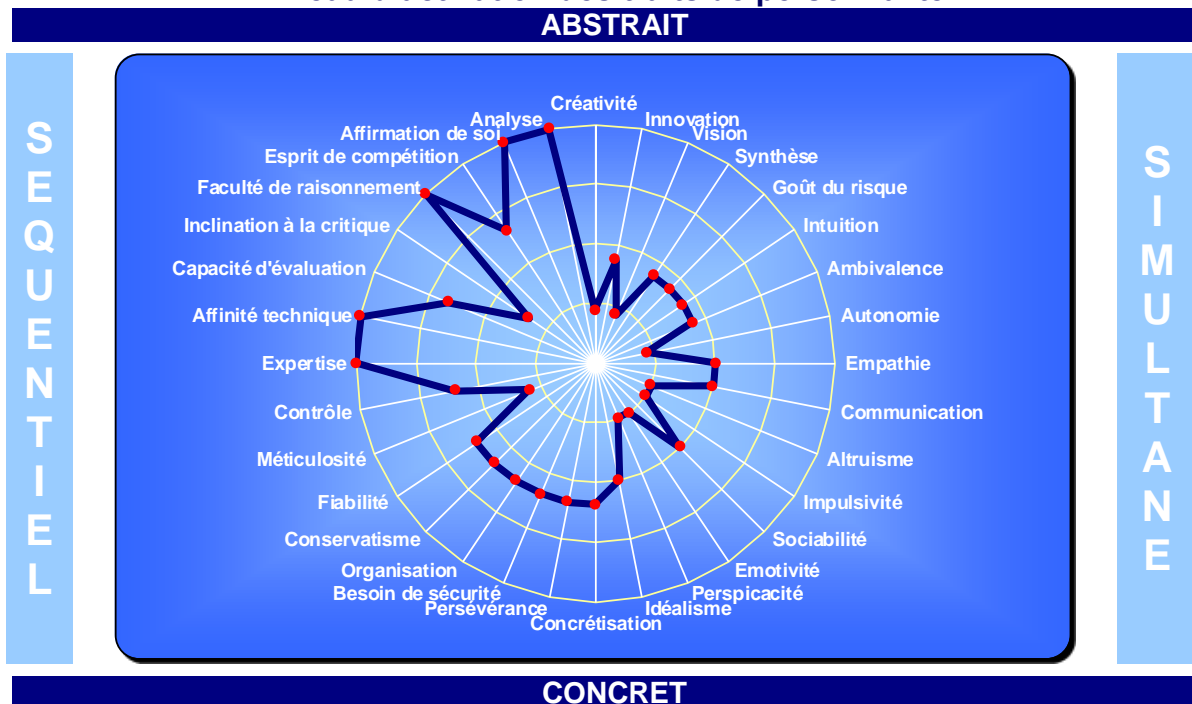 ABSTRAIT
SEQUENTIEL
Créativité
Innovation
Vision
Synthèse
Goût du risque
Intuition
Ambivalence
Autonomie
Empathie
Communication
Altruisme
Impulsivité
Sociabilité
Emotivité
Perspicacité
Idéalisme
Concrétisation
Persévérance
Besoin de sécurité
Organisation
Conservatisme
Fiabilité
Méticulosité
Contrôle
Expertise
Affinité technique
Capacité d'évaluation
Inclination à la critique
Faculté de raisonnement
Esprit de compétition
Affirmation de soi
Analyse
SIMULTANE
CONCRET